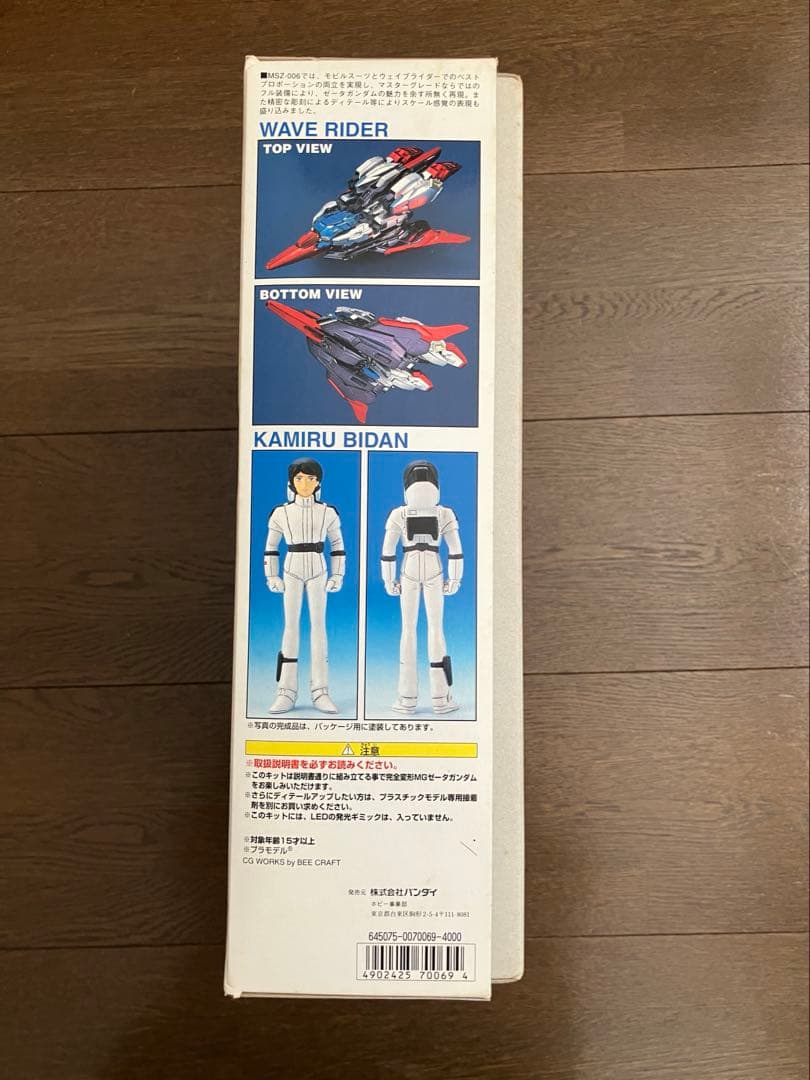 ■MSZ-006では、モビルスーツとウェイブライダーでのベスト
プロポーションの両立を実現し、マスターグレードならではの
フル装備により、ゼータガンダムの魅力を余す所無く再現。ま
た精密な彫刻によるディテール等によりスケール感覚の表現も
盛り込みました。
WAVE RIDER
TOP VIEW
BOTTOM VIEW
KAMIRU BIDAN
※写真の完成品は、パッケージ用に塗装してあります。
注意
※取扱説明書を必ずお読みください。
※このキットは説明書通りに組み立てる事で完全変形MGゼータガンダム
をお楽しみいただけます。
※さらにディテールアップしたい方は、プラスチックモデル専用接着
剤を別にお買い求めください。
※このキットには、LEDの発光ギミックは、入っていません。
※対象年齢15才以上
※プラモデル®
CG WORKS by BEE CRAFT
発売元 株式会社バンダイ
ホビー事業部
東京都台東区駒形2-5-4〒111-8081
645075-0070069-4000
4902425 70069 4